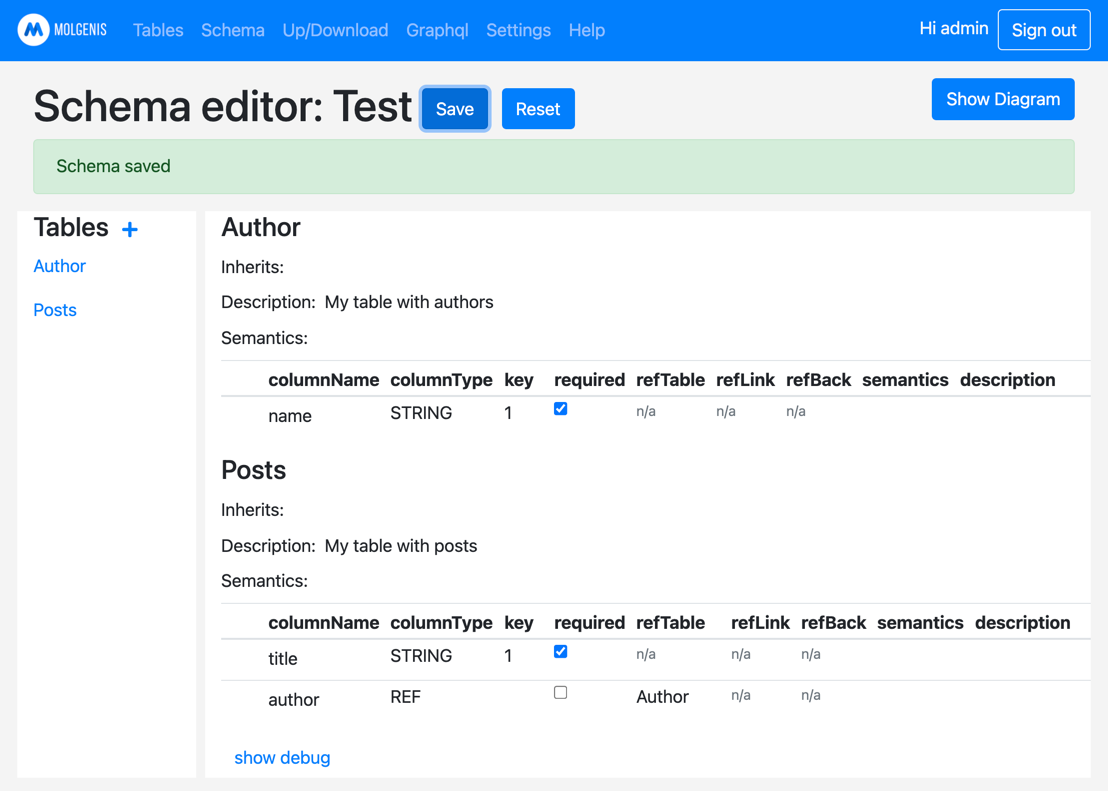 MOLGENIS Tables Schema Up/Download Graphql Settings Help Hi admin Sign out
Schema editor: Test Save Reset Show Diagram
Schema saved
Tables +
Author
Posts
Author
Inherits:
Description: My table with authors
Semantics:
columnName columnType key required refTable refLink refBack semantics description
name STRING 1 n/a n/a n/a
Posts
Inherits:
Description: My table with posts
Semantics:
columnName columnType key required refTable refLink refBack semantics description
title STRING 1 n/a n/a n/a
author REF Author n/a n/a
show debug